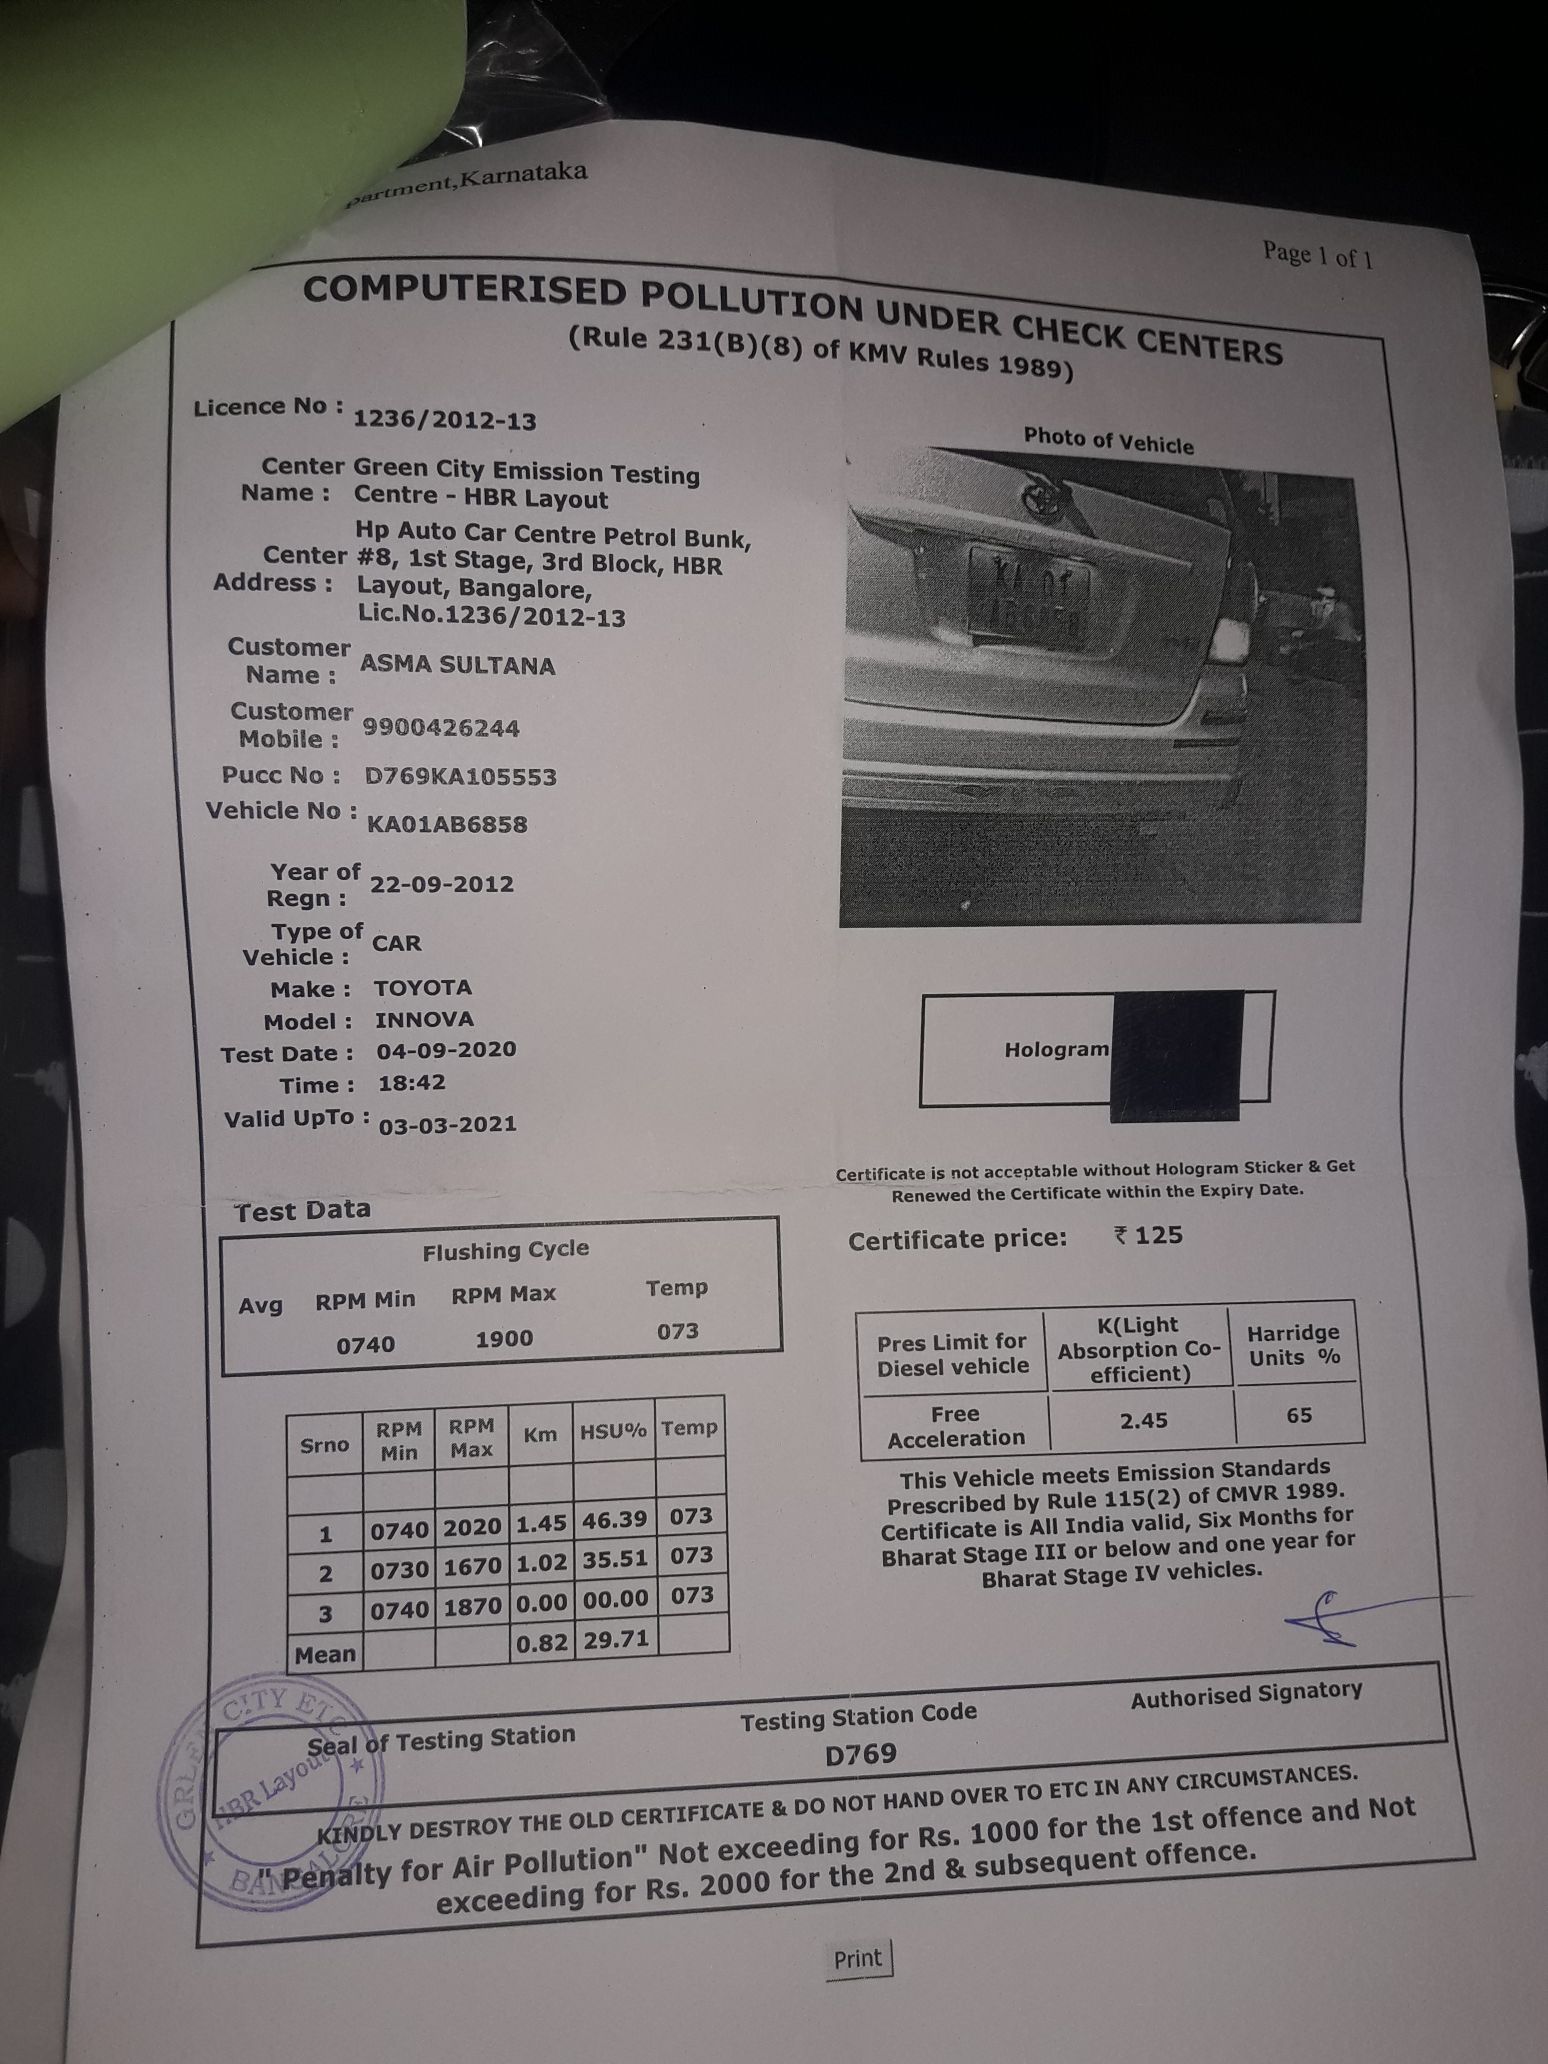 partment,Karnataka
Page 1 of 1
COMPUTERISED POLLUTION UNDER CHECK CENTERS
(Rule 231(B)(8) of KMV Rules 1989)
Licence No : 1236/2012-13
Center Name : Green City Emission Testing
Centre - HBR Layout
Center Address : Hp Auto Car Centre Petrol Bunk,
#8, 1st Stage, 3rd Block, HBR
Layout, Bangalore,
Lic.No.1236/2012-13
Customer Name : ASMA SULTANA
Customer Mobile : 9900426244
Pucc No : D769KA105553
Vehicle No : KA01AB6858
Year of Regn : 22-09-2012
Type of Vehicle : CAR
Make : TOYOTA
Model : INNOVA
Test Date : 04-09-2020
Time : 18:42
Valid UpTo : 03-03-2021
Photo of Vehicle
Hologram
Certificate is not acceptable without Hologram Sticker & Get
Renewed the Certificate within the Expiry Date.
Certificate price: ₹ 125
Test Data
Flushing Cycle
Avg RPM Min RPM Max Temp
0740 1900 073
Srno RPM Min RPM Max Km HSU% Temp
1 0740 2020 1.45 46.39 073
2 0730 1670 1.02 35.51 073
3 0740 1870 0.00 00.00 073
Mean 0.82 29.71
Pres Limit for Diesel vehicle K(Light Absorption Co-efficient) Harridge Units %
Free Acceleration 2.45 65
This Vehicle meets Emission Standards
Prescribed by Rule 115(2) of CMVR 1989.
Certificate is All India valid, Six Months for
Bharat Stage III or below and one year for
Bharat Stage IV vehicles.
Seal of Testing Station
Testing Station Code
D769
Authorised Signatory
GREEN CITY ETC
HBR Layout
BANGALORE
KINDLY DESTROY THE OLD CERTIFICATE & DO NOT HAND OVER TO ETC IN ANY CIRCUMSTANCES.
" Penalty for Air Pollution" Not exceeding for Rs. 1000 for the 1st offence and Not
exceeding for Rs. 2000 for the 2nd & subsequent offence.
Print